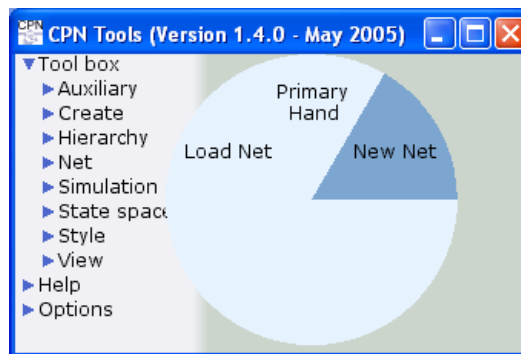 CPN
CPN Tools (Version 1.4.0 - May 2005)
Tool box
Auxiliary
Create
Hierarchy
Net
Simulation
State space
Style
View
Help
Options
Primary
Hand
Load Net
New Net